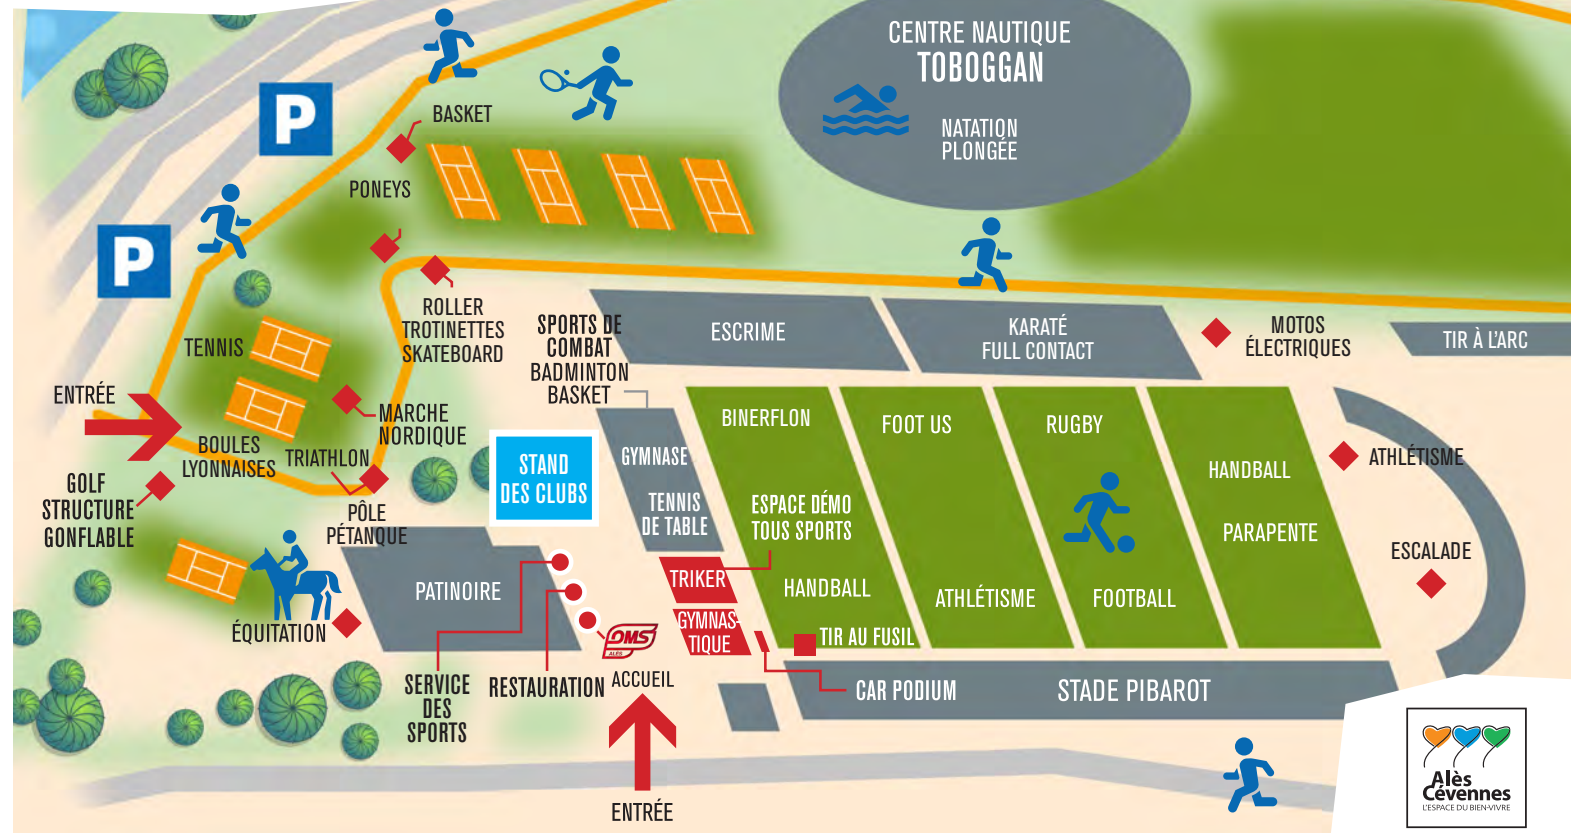 CENTRE NAUTIQUE
TOBOGGAN
NATATION
PLONGÉE
P
BASKET
PONEYS
P
ROLLER
TROTINETTES
SKATEBOARD
SPORTS DE
COMBAT
BADMINTON
BASKET
ESCRIME
KARATÉ
FULL CONTACT
MOTOS
ÉLECTRIQUES
TIR À L'ARC
TENNIS
ENTRÉE
MARCHE
NORDIQUE
BOULES
LYONNAISES
TRIATHLON
GOLF
STRUCTURE
GONFLABLE
PÔLE
PÉTANQUE
STAND
DES CLUBS
GYMNASE
TENNIS
DE TABLE
BINERFLON
ESPACE DÉMO
TOUS SPORTS
HANDBALL
FOOT US
ATHLÉTISME
RUGBY
FOOTBALL
HANDBALL
PARAPENTE
ATHLÉTISME
ESCALADE
PATINOIRE
ÉQUITATION
TRIKER
GYMNAS-
TIQUE
TIR AU FUSIL
OMS
ALÈS
ACCUEIL
SERVICE
DES
SPORTS
RESTAURATION
CAR PODIUM
STADE PIBAROT
ENTRÉE
Alès
Cévennes
L'ESPACE DU BIEN-VIVRE